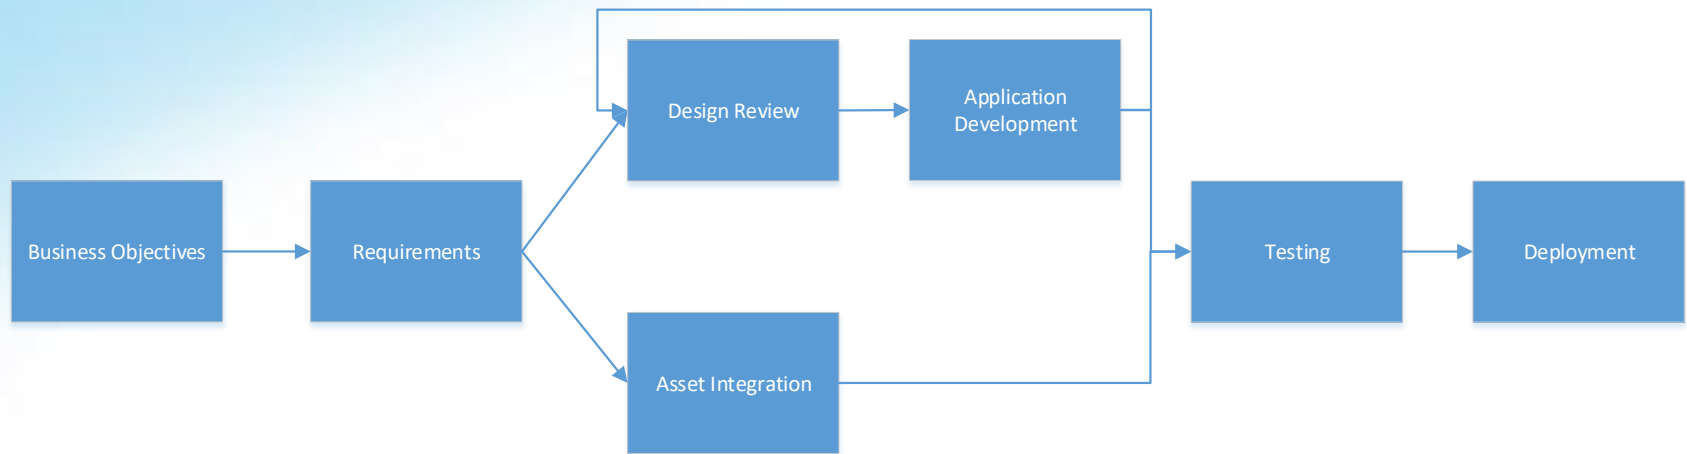 Business Objectives
Requirements
Design Review
Application
Development
Asset Integration
Testing
Deployment